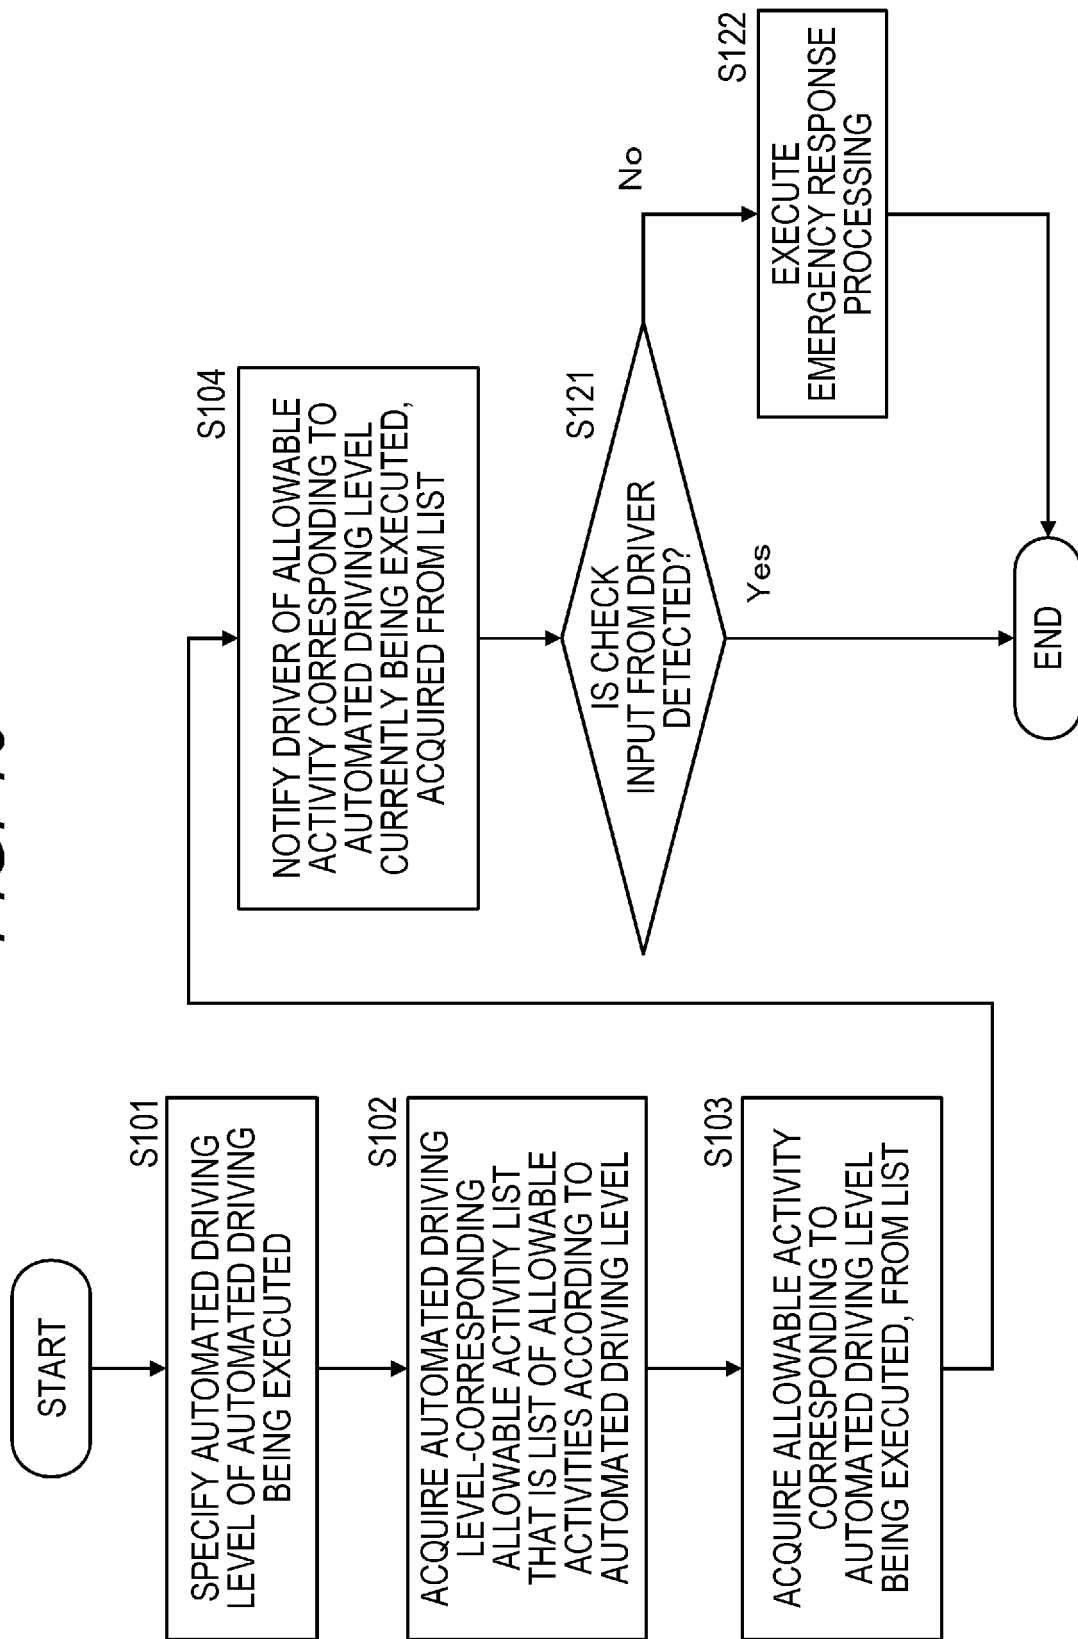 START
S101
SPECIFY AUTOMATED DRIVING
LEVEL OF AUTOMATED DRIVING
BEING EXECUTED
S102
ACQUIRE AUTOMATED DRIVING
LEVEL-CORRESPONDING
ALLOWABLE ACTIVITY LIST
THAT IS LIST OF ALLOWABLE
ACTIVITIES ACCORDING TO
AUTOMATED DRIVING LEVEL
S103
ACQUIRE ALLOWABLE ACTIVITY
CORRESPONDING TO
AUTOMATED DRIVING LEVEL
BEING EXECUTED, FROM LIST
S104
NOTIFY DRIVER OF ALLOWABLE
ACTIVITY CORRESPONDING TO
AUTOMATED DRIVING LEVEL
CURRENTLY BEING EXECUTED,
ACQUIRED FROM LIST
S121
IS CHECK
INPUT FROM DRIVER
DETECTED?
No
Yes
S122
EXECUTE
EMERGENCY RESPONSE
PROCESSING
END